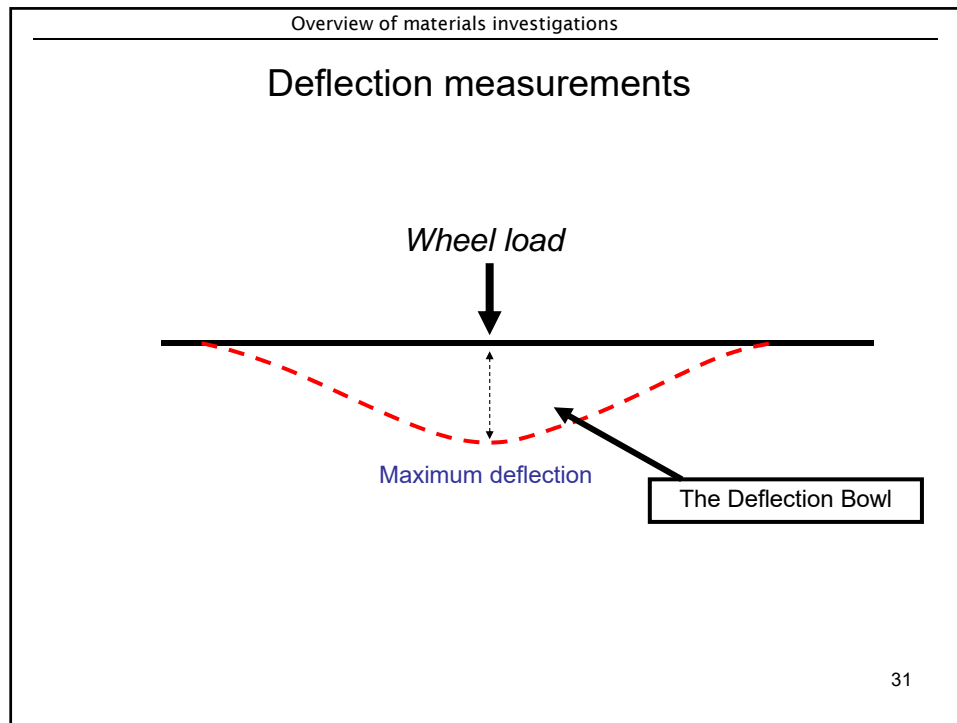 Overview of materials investigations
Deflection measurements
Wheel load
Maximum deflection
The Deflection Bowl
31